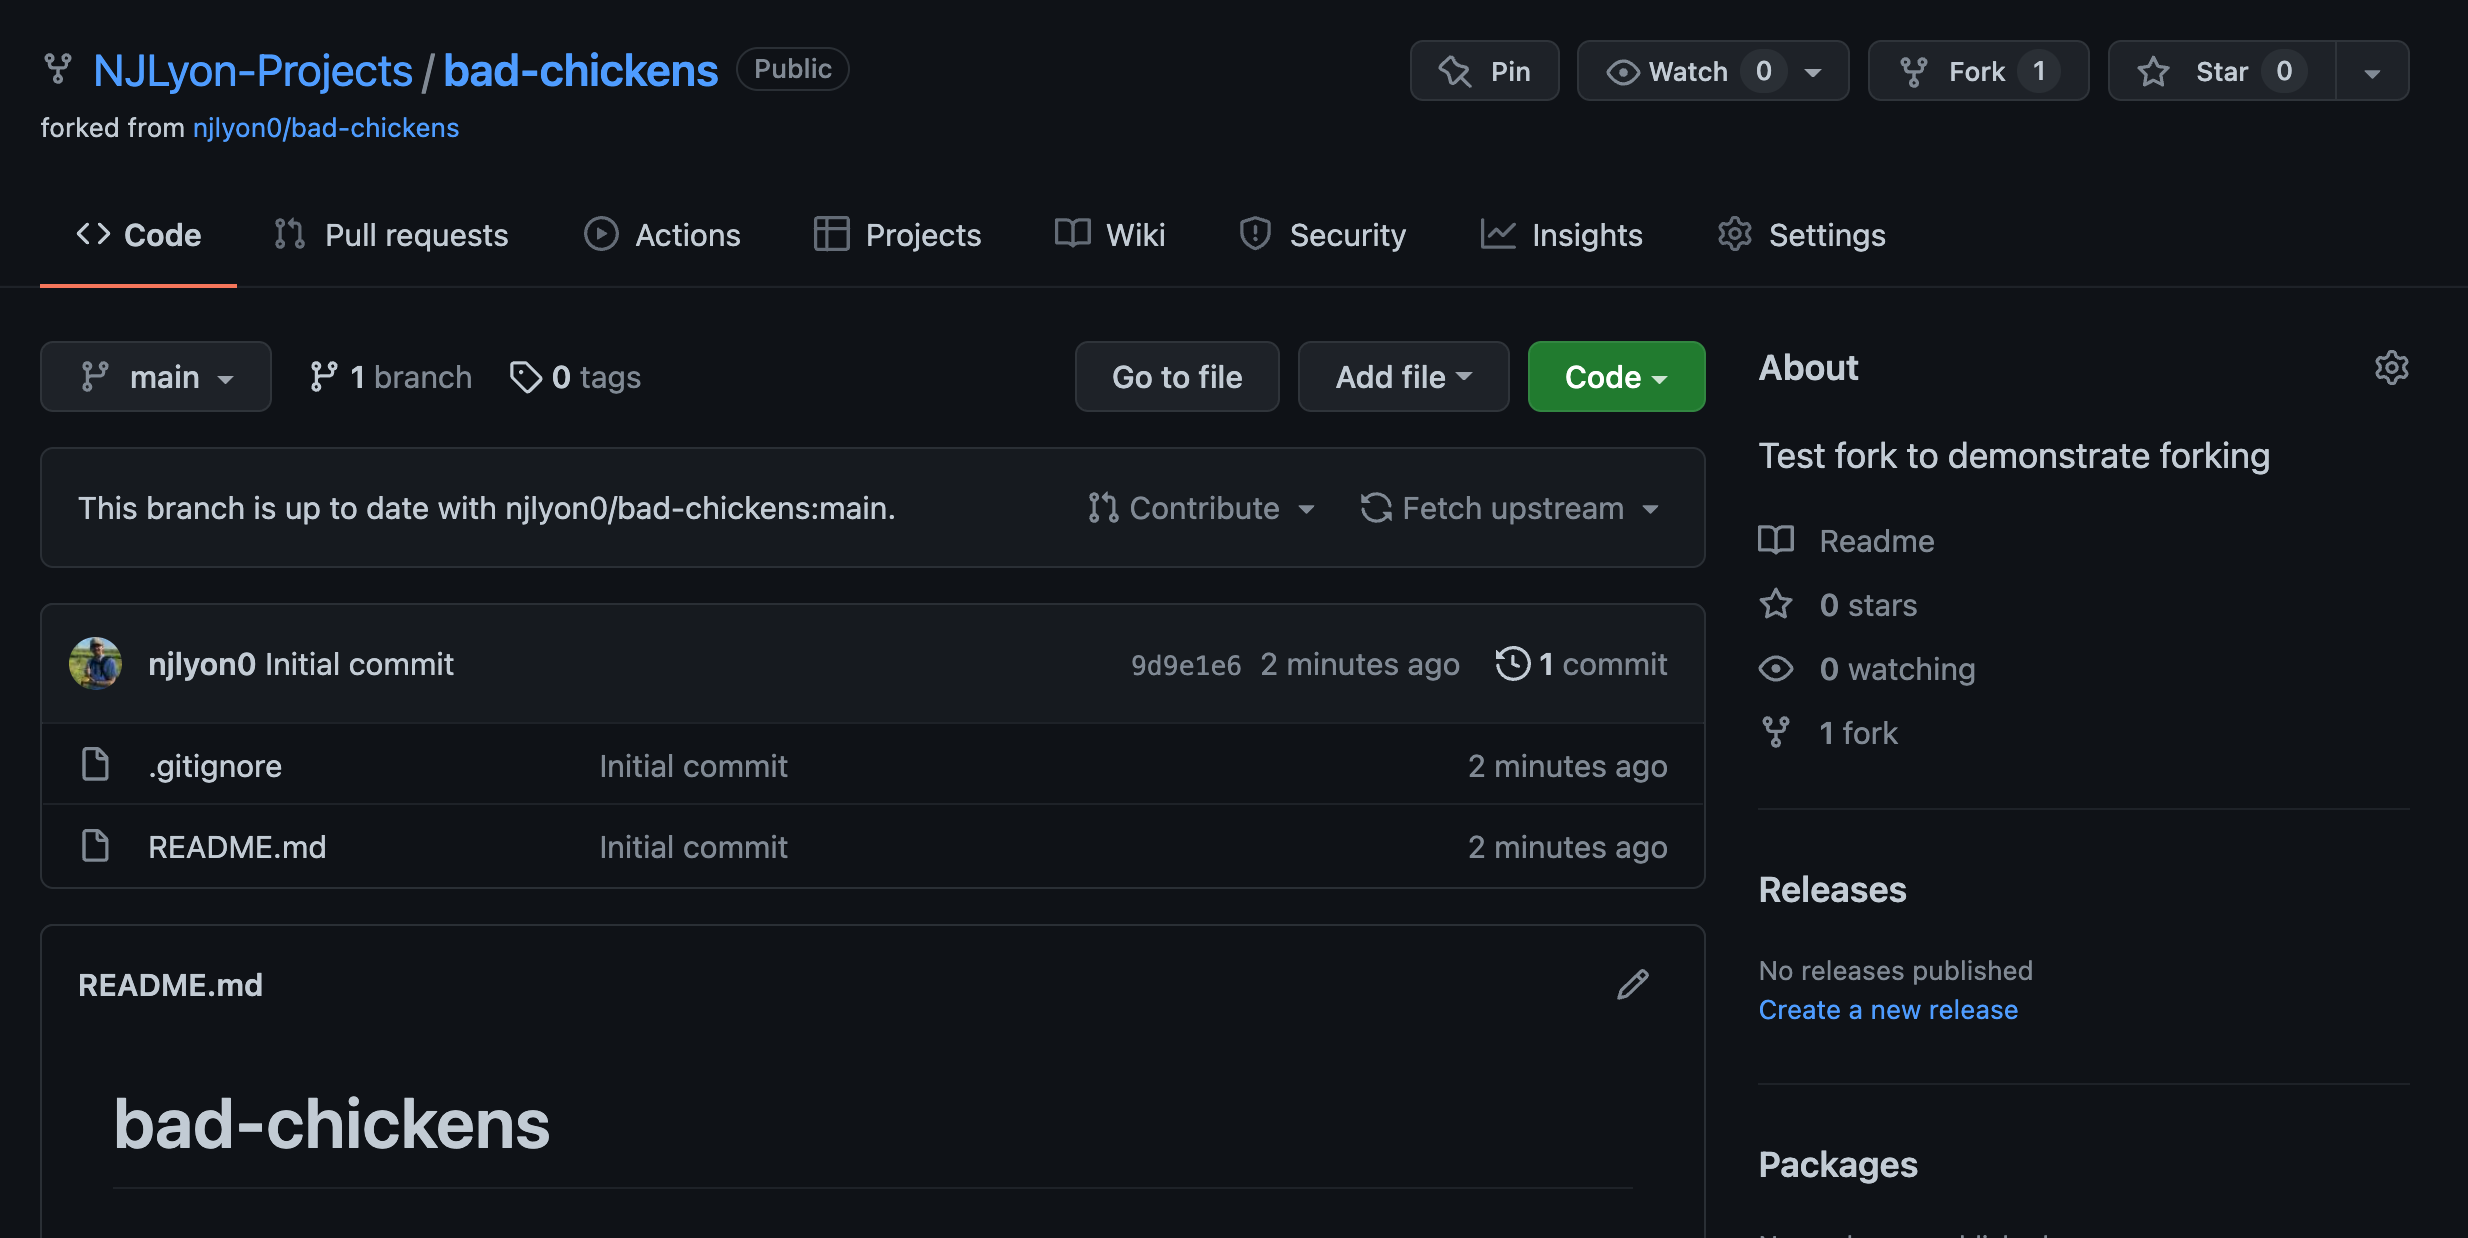 NJLyon-Projects / bad-chickens Public Pin Watch 0 Fork 1 Star 0
forked from njlyon0/bad-chickens
Code Pull requests Actions Projects Wiki Security Insights Settings
main 1 branch 0 tags Go to file Add file Code
This branch is up to date with njlyon0/bad-chickens:main. Contribute Fetch upstream
njlyon0 Initial commit 9d9e1e6 2 minutes ago 1 commit
.gitignore Initial commit 2 minutes ago
README.md Initial commit 2 minutes ago
README.md
bad-chickens
About
Test fork to demonstrate forking
Readme
0 stars
0 watching
1 fork
Releases
No releases published
Create a new release
Packages